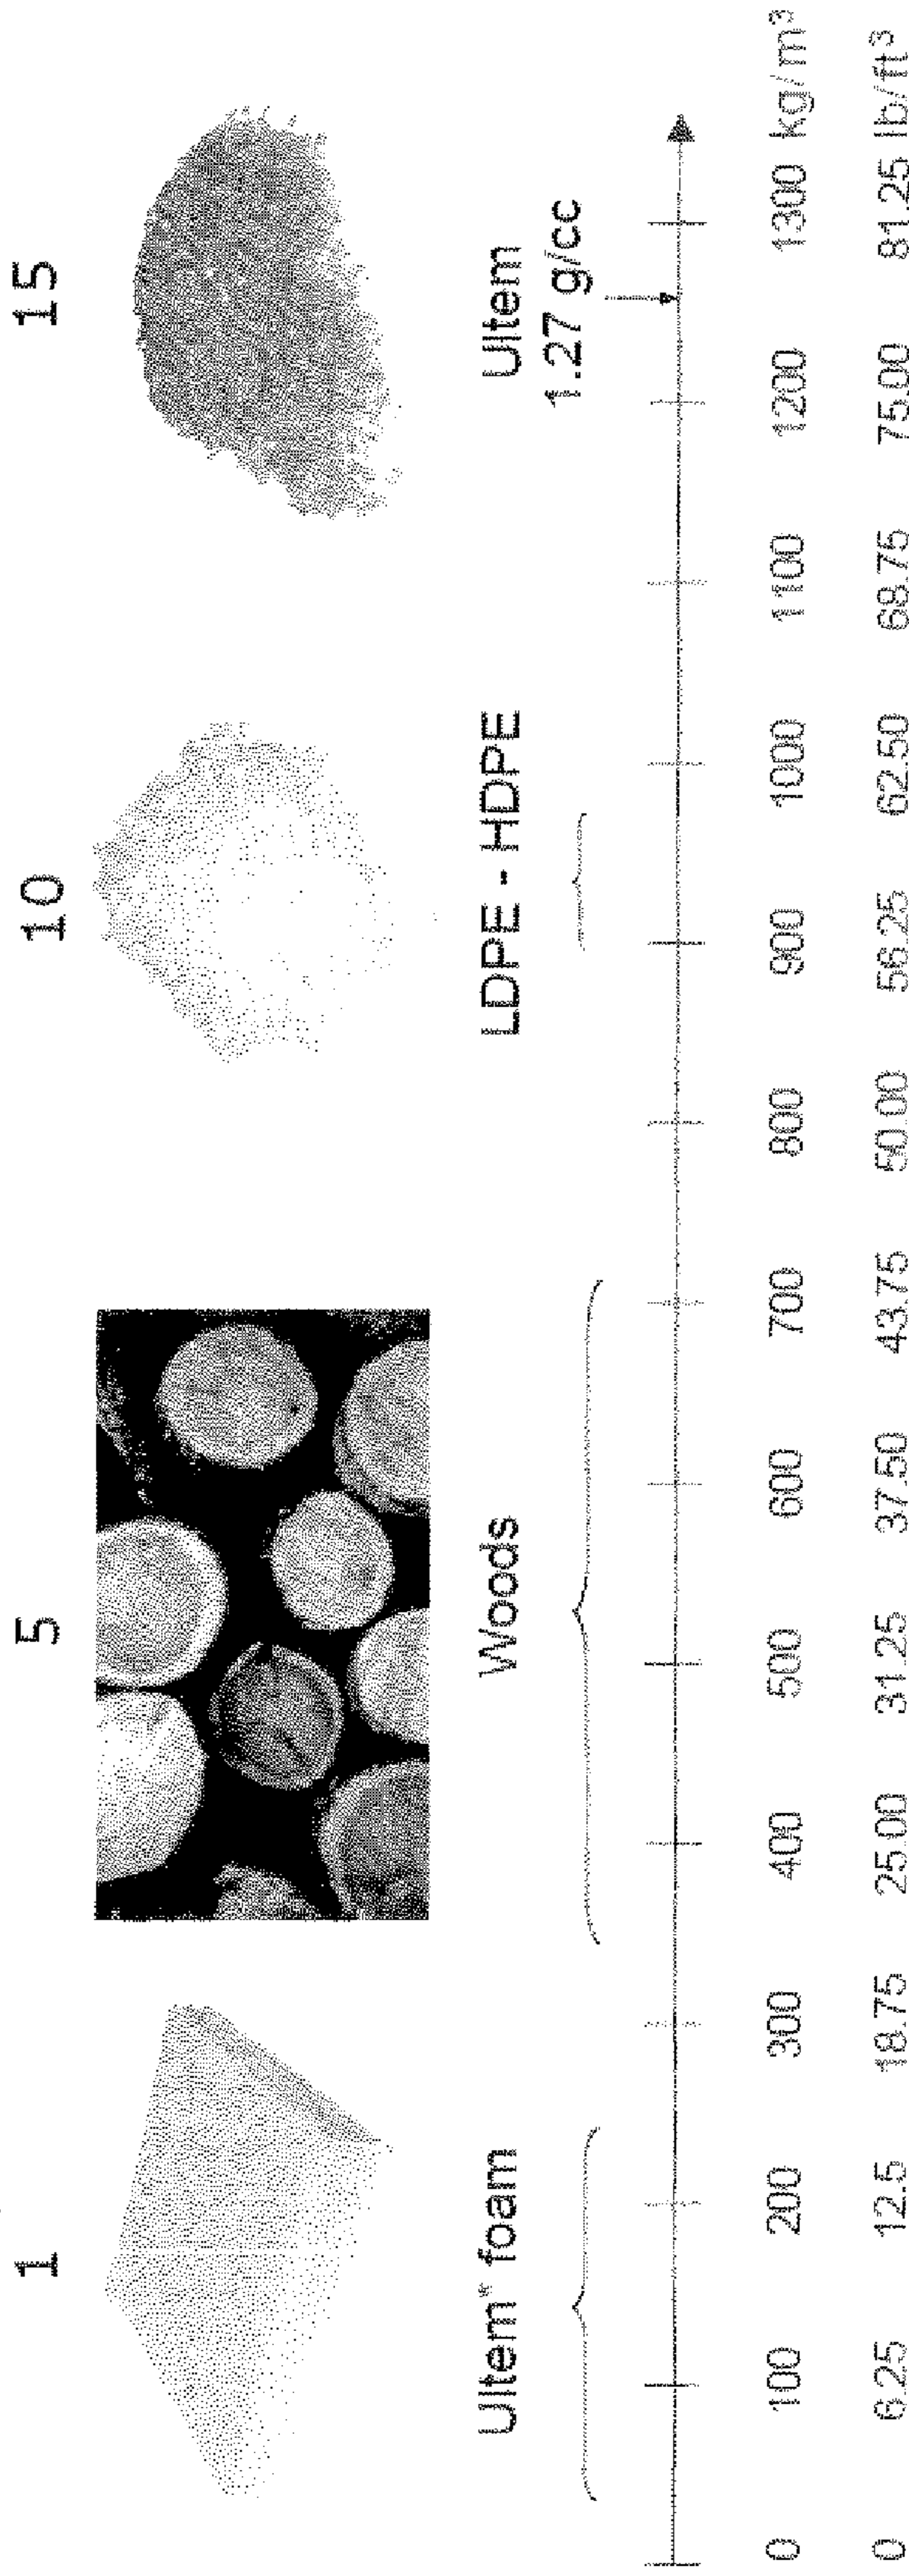 1 5 10 15
Ultem* foam Woods LDPE - HDPE Ultem
1.27 g/cc
0 100 200 300 400 500 600 700 800 900 1000 1100 1200 1300 kg/m³
0 6.25 12.5 18.75 25.00 31.25 37.50 43.75 50.00 56.25 62.50 68.75 75.00 81.25 lb/ft³